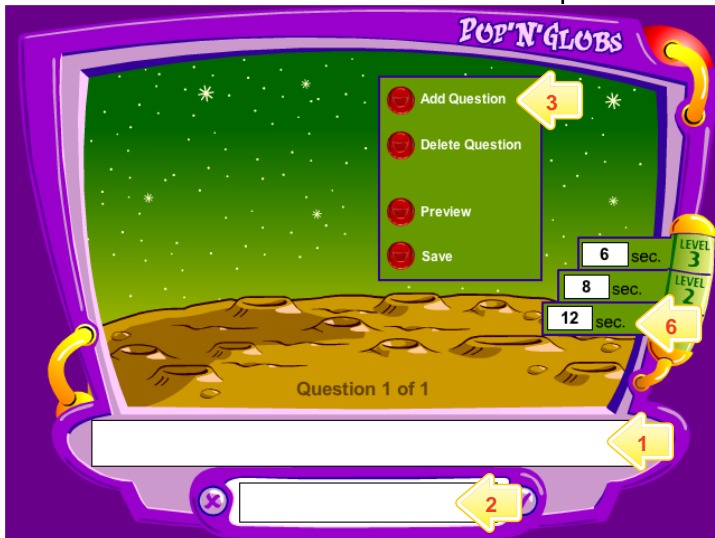 POP'N'GLOBS
Add Question
3
Delete Question
Preview
Save
6 sec.
LEVEL
3
8 sec.
LEVEL
2
12 sec.
6
Question 1 of 1
1
2